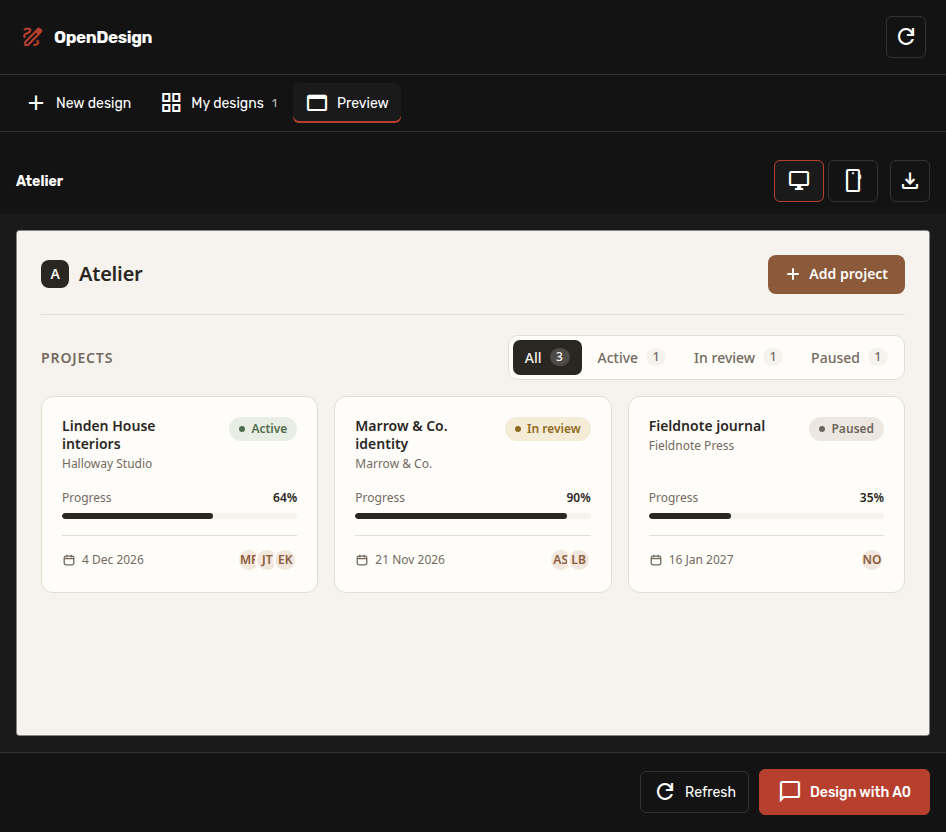 OpenDesign
New design
My designs 1
Preview
Atelier
A Atelier
Add project
PROJECTS
All 3
Active 1
In review 1
Paused 1
Linden House
interiors
Active
Halloway Studio
Progress 64%
4 Dec 2026
MF JT EK
Marrow & Co.
identity
In review
Marrow & Co.
Progress 90%
21 Nov 2026
AS LB
Fieldnote journal
Paused
Fieldnote Press
Progress 35%
16 Jan 2027
NO
Refresh
Design with A0